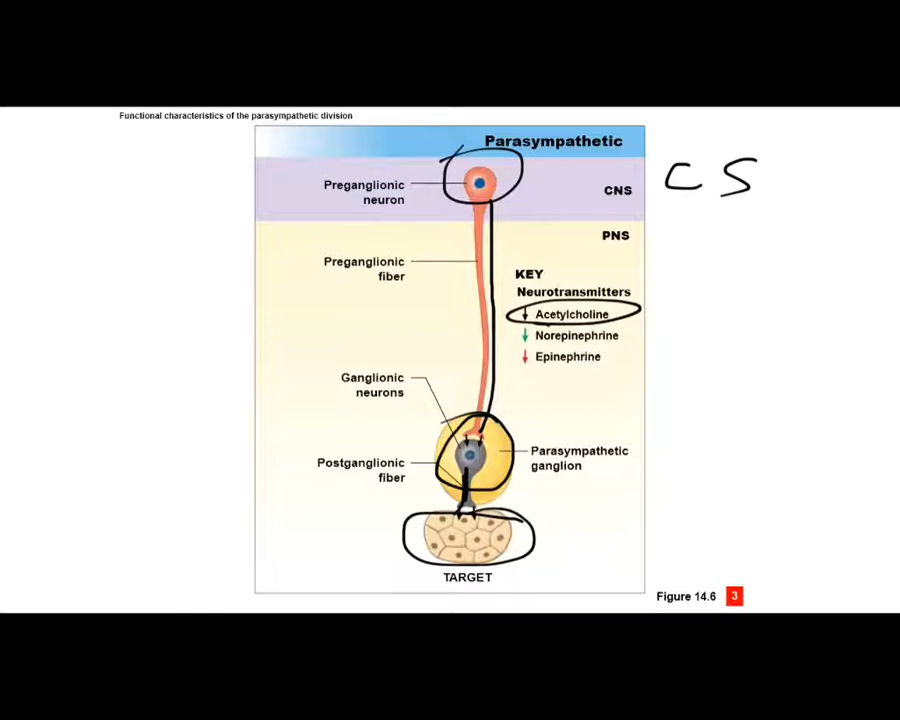 Functional characteristics of the parasympathetic division
Parasympathetic
Preganglionic
neuron
CNS
C S
PNS
Preganglionic
fiber
KEY
Neurotransmitters
Acetylcholine
Norepinephrine
Epinephrine
Ganglionic
neurons
Parasympathetic
ganglion
Postganglionic
fiber
TARGET
Figure 14.6 3